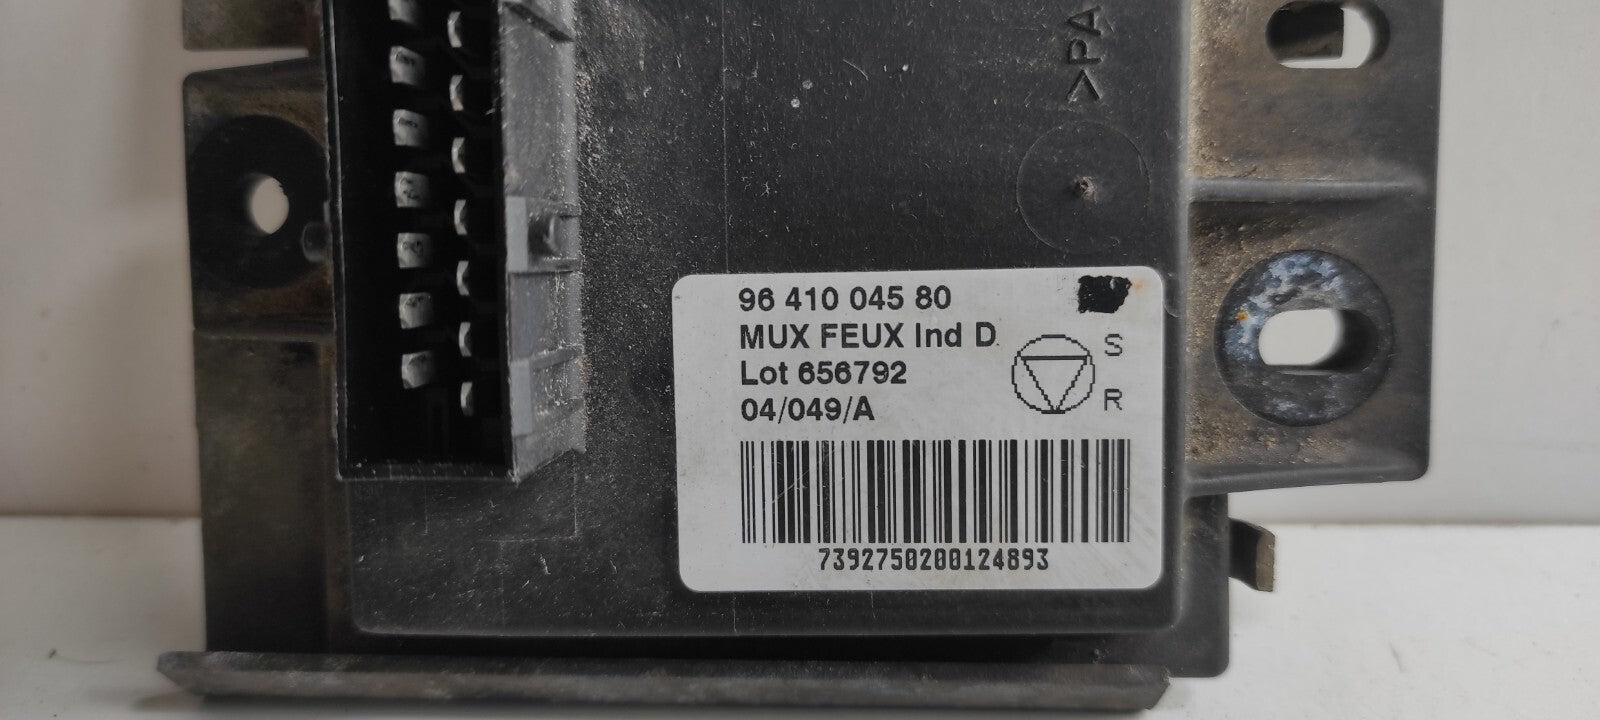 >PA
96 410 045 80
MUX FEUX Ind D
S
Lot 656792
R
04/049/A
7392750200124893